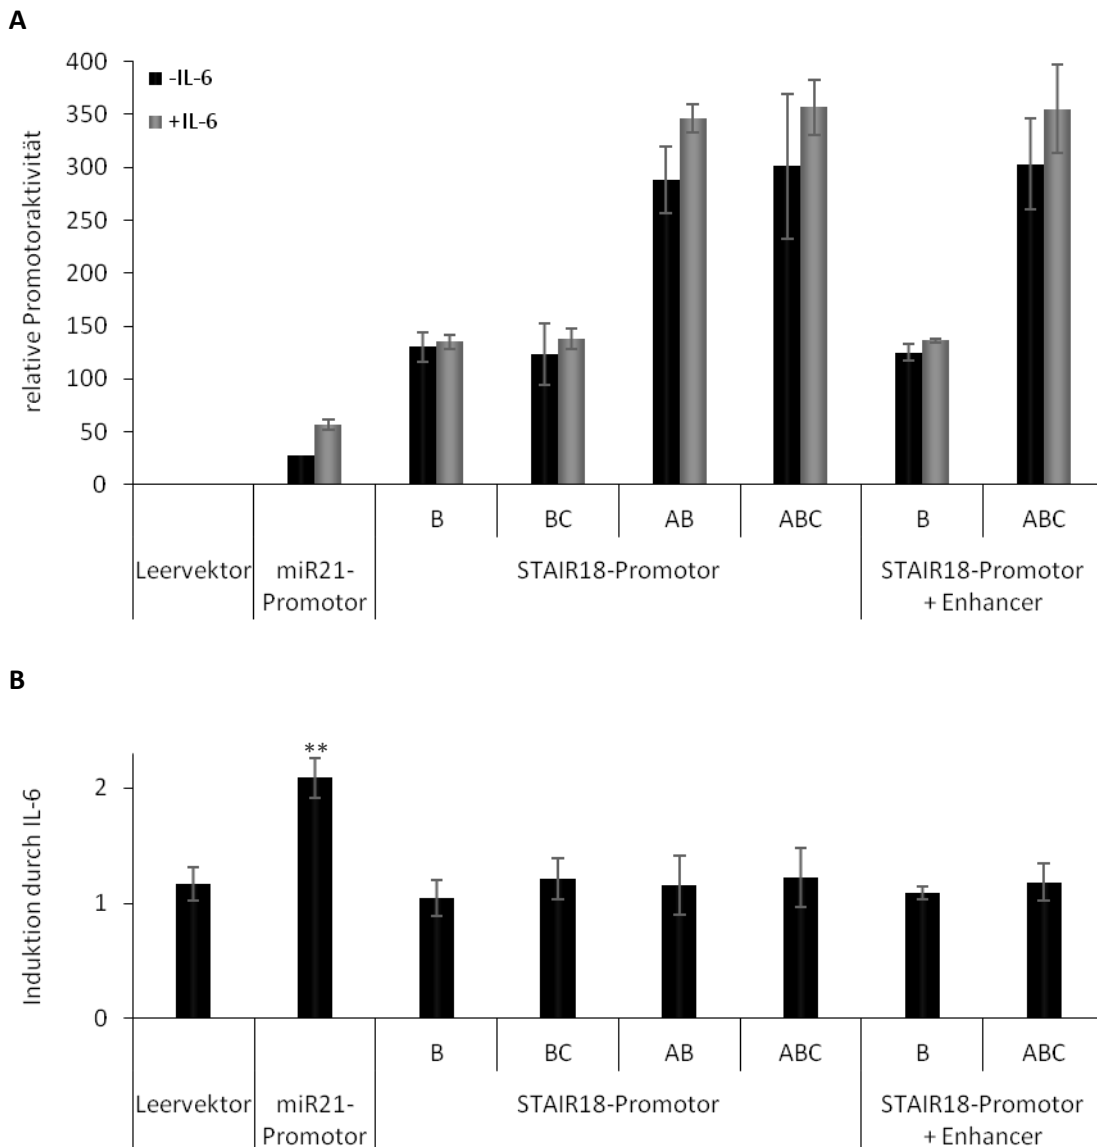 A
400
350
300
250
200
150
100
50
0
relative Promotoraktivität
-IL-6
+IL-6
B BC AB ABC B ABC
Leervektor miR21- STAIR18-Promotor STAIR18-Promotor
Promotor + Enhancer
B
**
2
1
0
Induktion durch IL-6
B BC AB ABC B ABC
Leervektor miR21- STAIR18-Promotor STAIR18-Promotor
Promotor + Enhancer